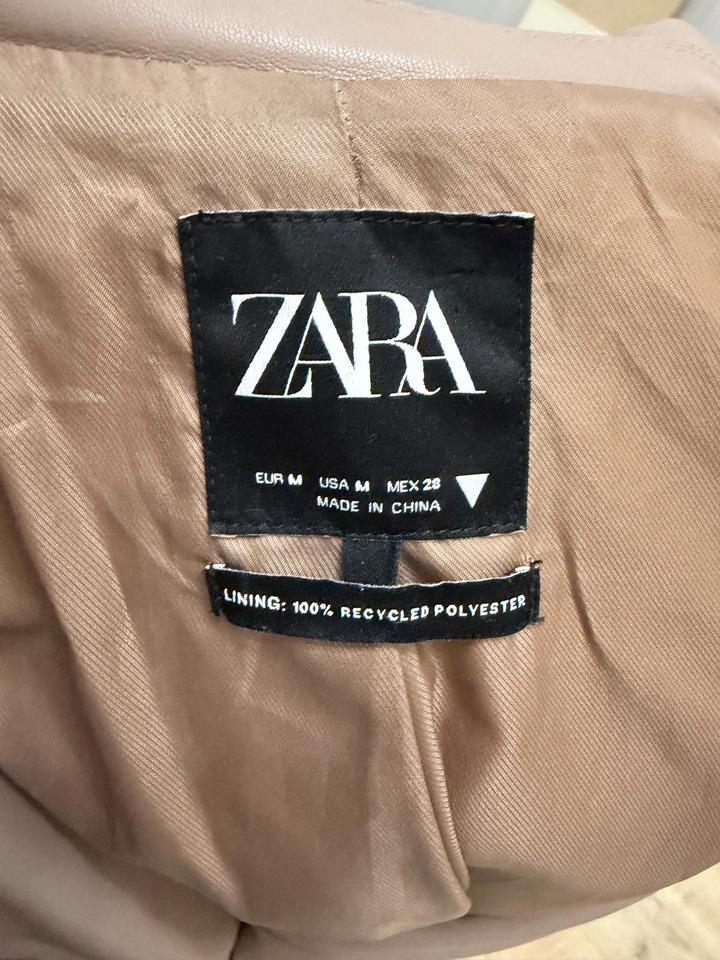 ZARA
EUR M USA M MEX 28
MADE IN CHINA
LINING: 100% RECYCLED POLYESTER